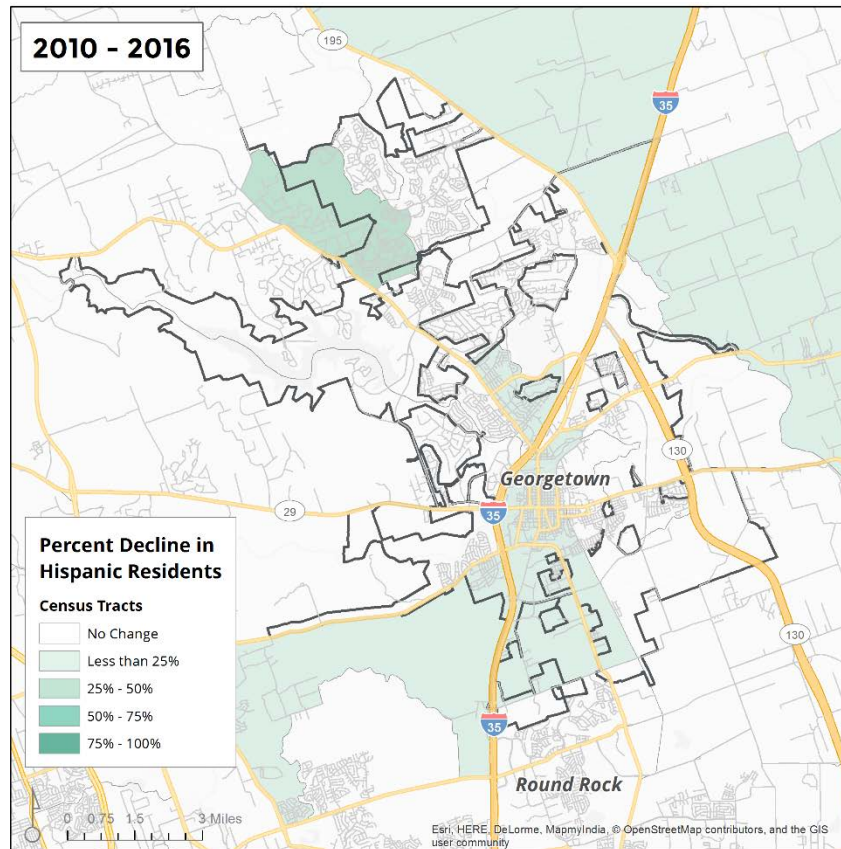 2010 - 2016
195
35
130
Georgetown
29
35
130
Percent Decline in
Hispanic Residents
Census Tracts
No Change
Less than 25%
25% - 50%
50% - 75%
75% - 100%
35
Round Rock
0 0.75 1.5 3 Miles
Esri, HERE, DeLorme, MapmyIndia, © OpenStreetMap contributors, and the GIS
user community